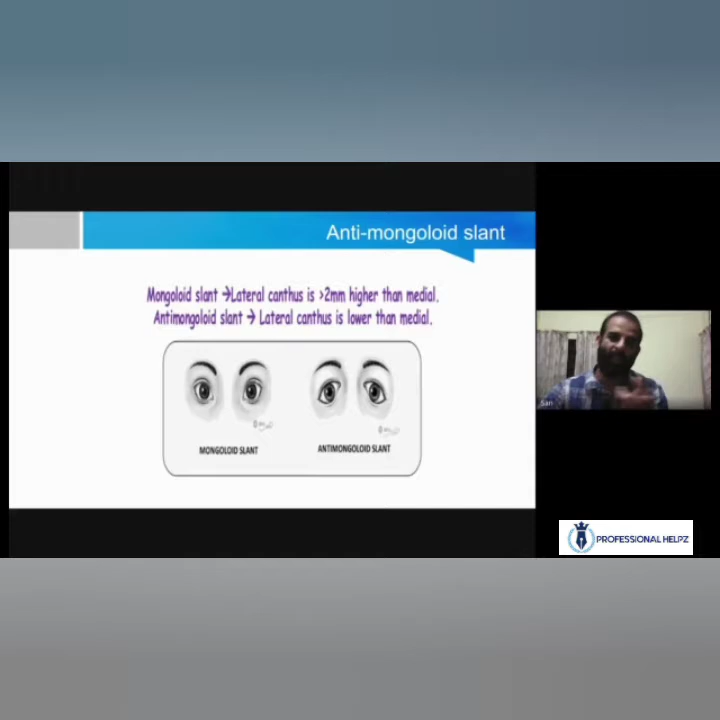 Anti-mongoloid slant
Mongoloid slant →Lateral canthus is >2mm higher than medial.
Antimongoloid slant → Lateral canthus is lower than medial.
MONGOLOID SLANT
ANTIMONGOLOID SLANT
San
PROFESSIONAL HELPZ